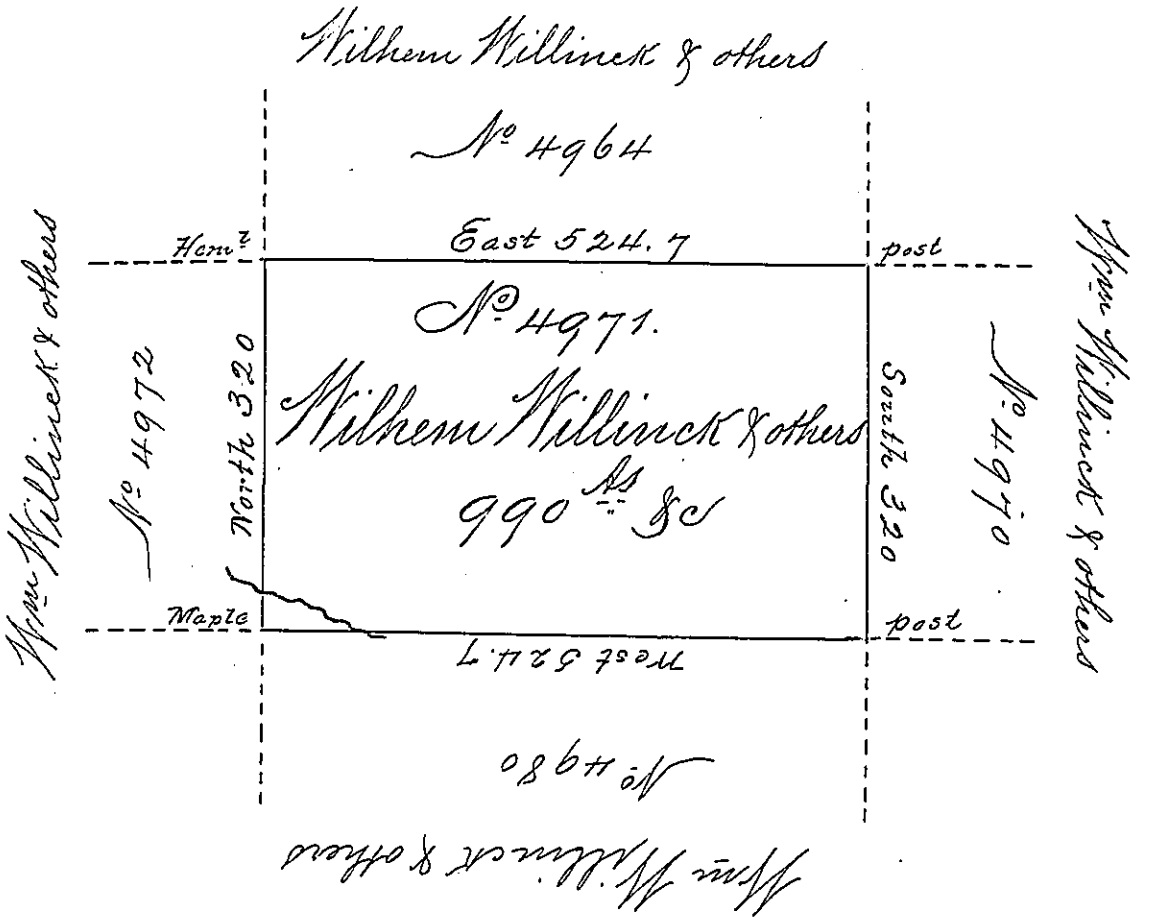 Wilhem Willinck & others
Nº 4964
Hemᵏ East 524.7 post
Nº 4971.
Wilhem Willinck & others
990 As &c
North 320
South 320
Nº 4972
Wm Willinck & others
Nº 4970
Wm Willinck & others
Maple West 524.7 post
Nº 4980
Wm Willinck & others